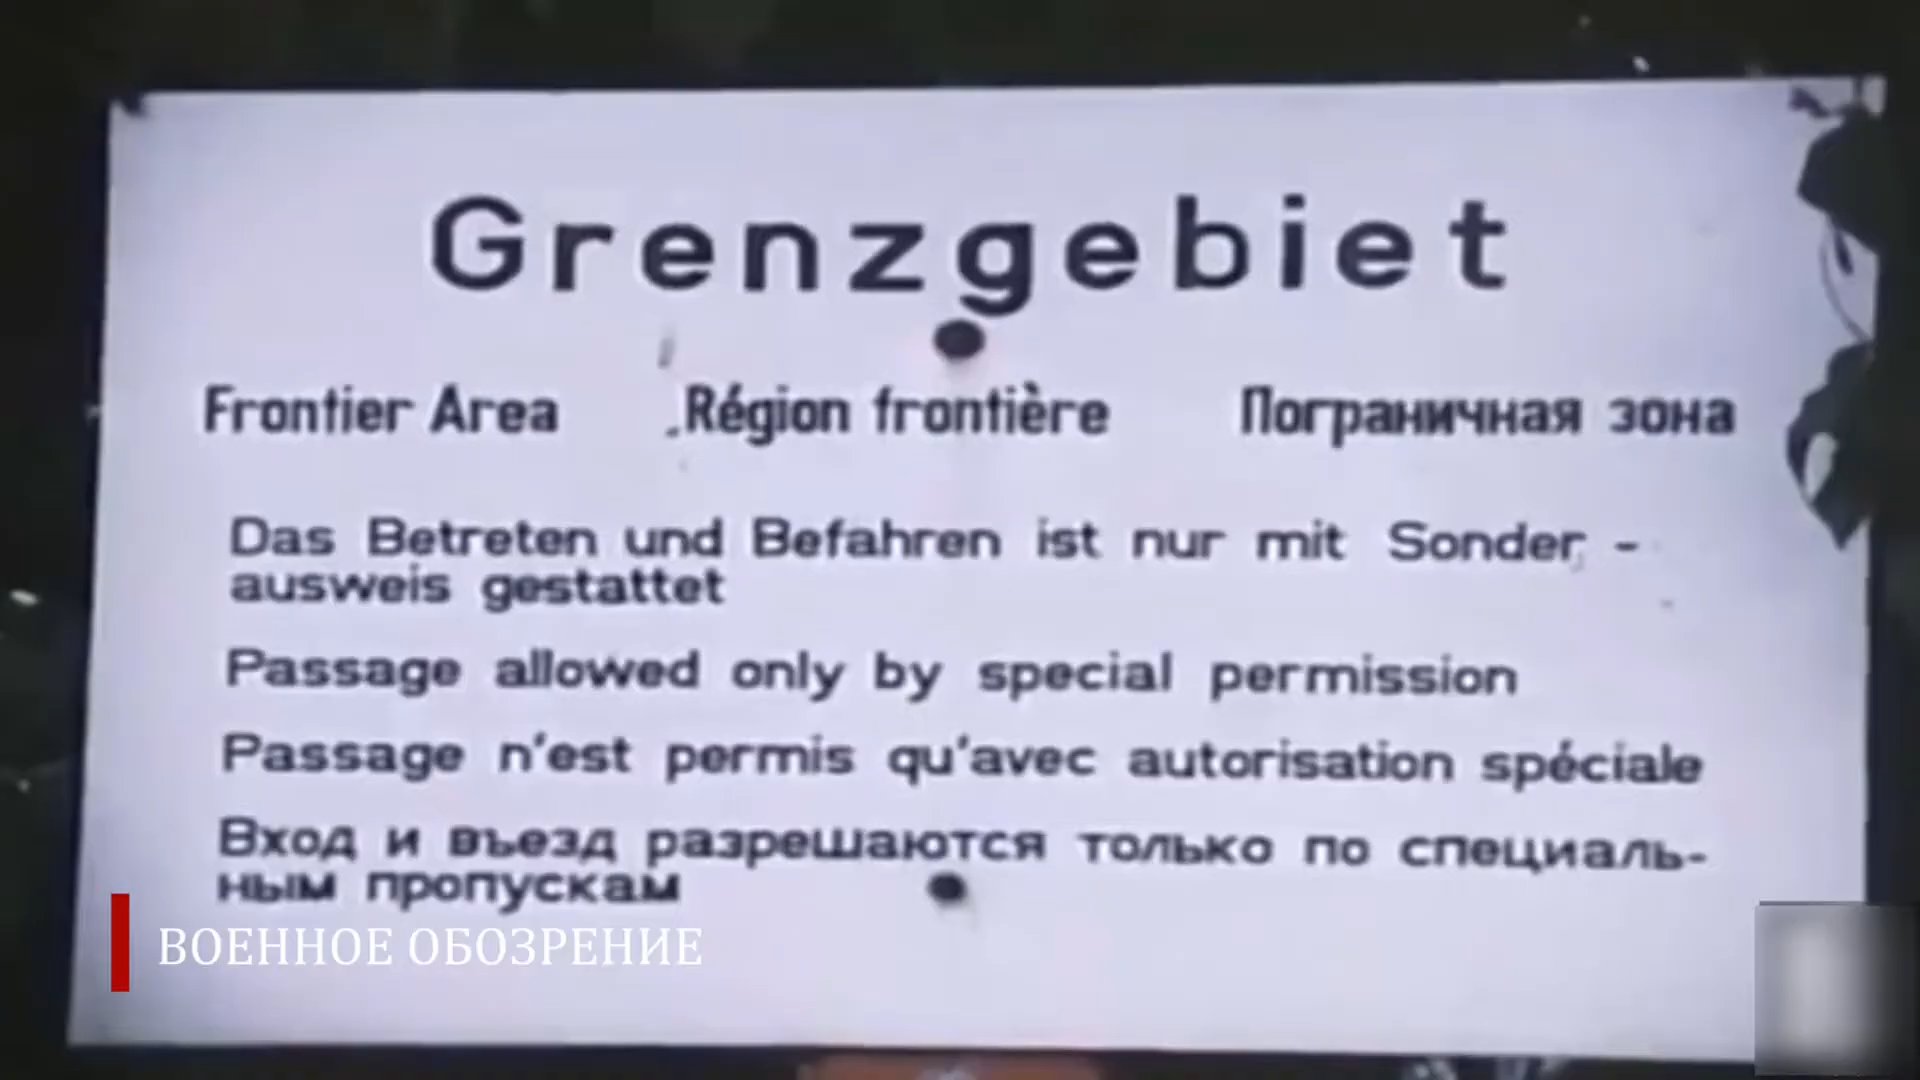 Grenzgebiet
Frontier Area Région frontière Пограничная зона
Das Betreten und Befahren ist nur mit Sonder-
ausweis gestattet
Passage allowed only by special permission
Passage n'est permis qu'avec autorisation spéciale
Вход и въезд разрешаются только по специаль-
ным пропускам
ВОЕННОЕ ОБОЗРЕНИЕ